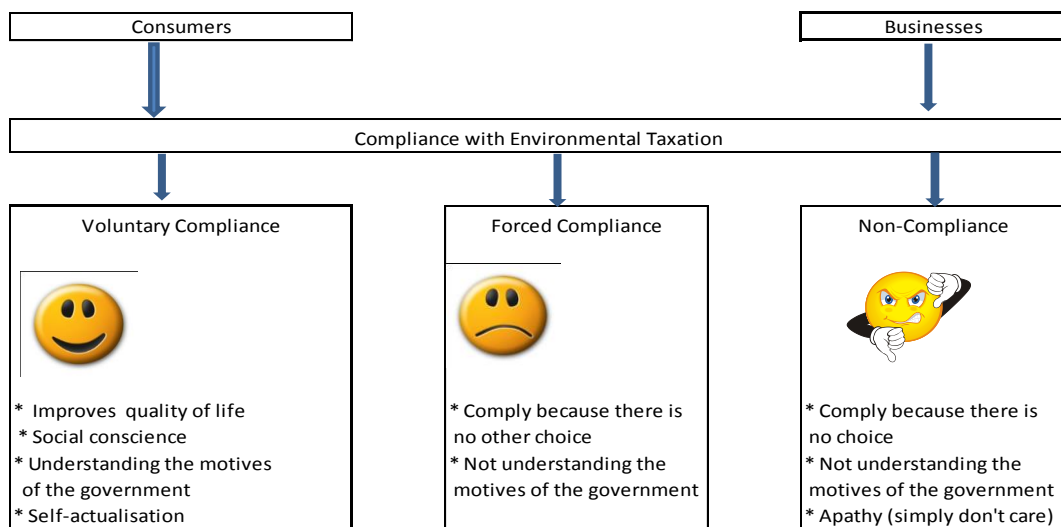 Consumers
Businesses
Compliance with Environmental Taxation
Voluntary Compliance
* Improves quality of life
* Social conscience
* Understanding the motives
of the government
* Self-actualisation
Forced Compliance
* Comply because there is
no other choice
* Not understanding the
motives of the government
Non-Compliance
* Comply because there is
no choice
* Not understanding the
motives of the government
* Apathy (simply don't care)